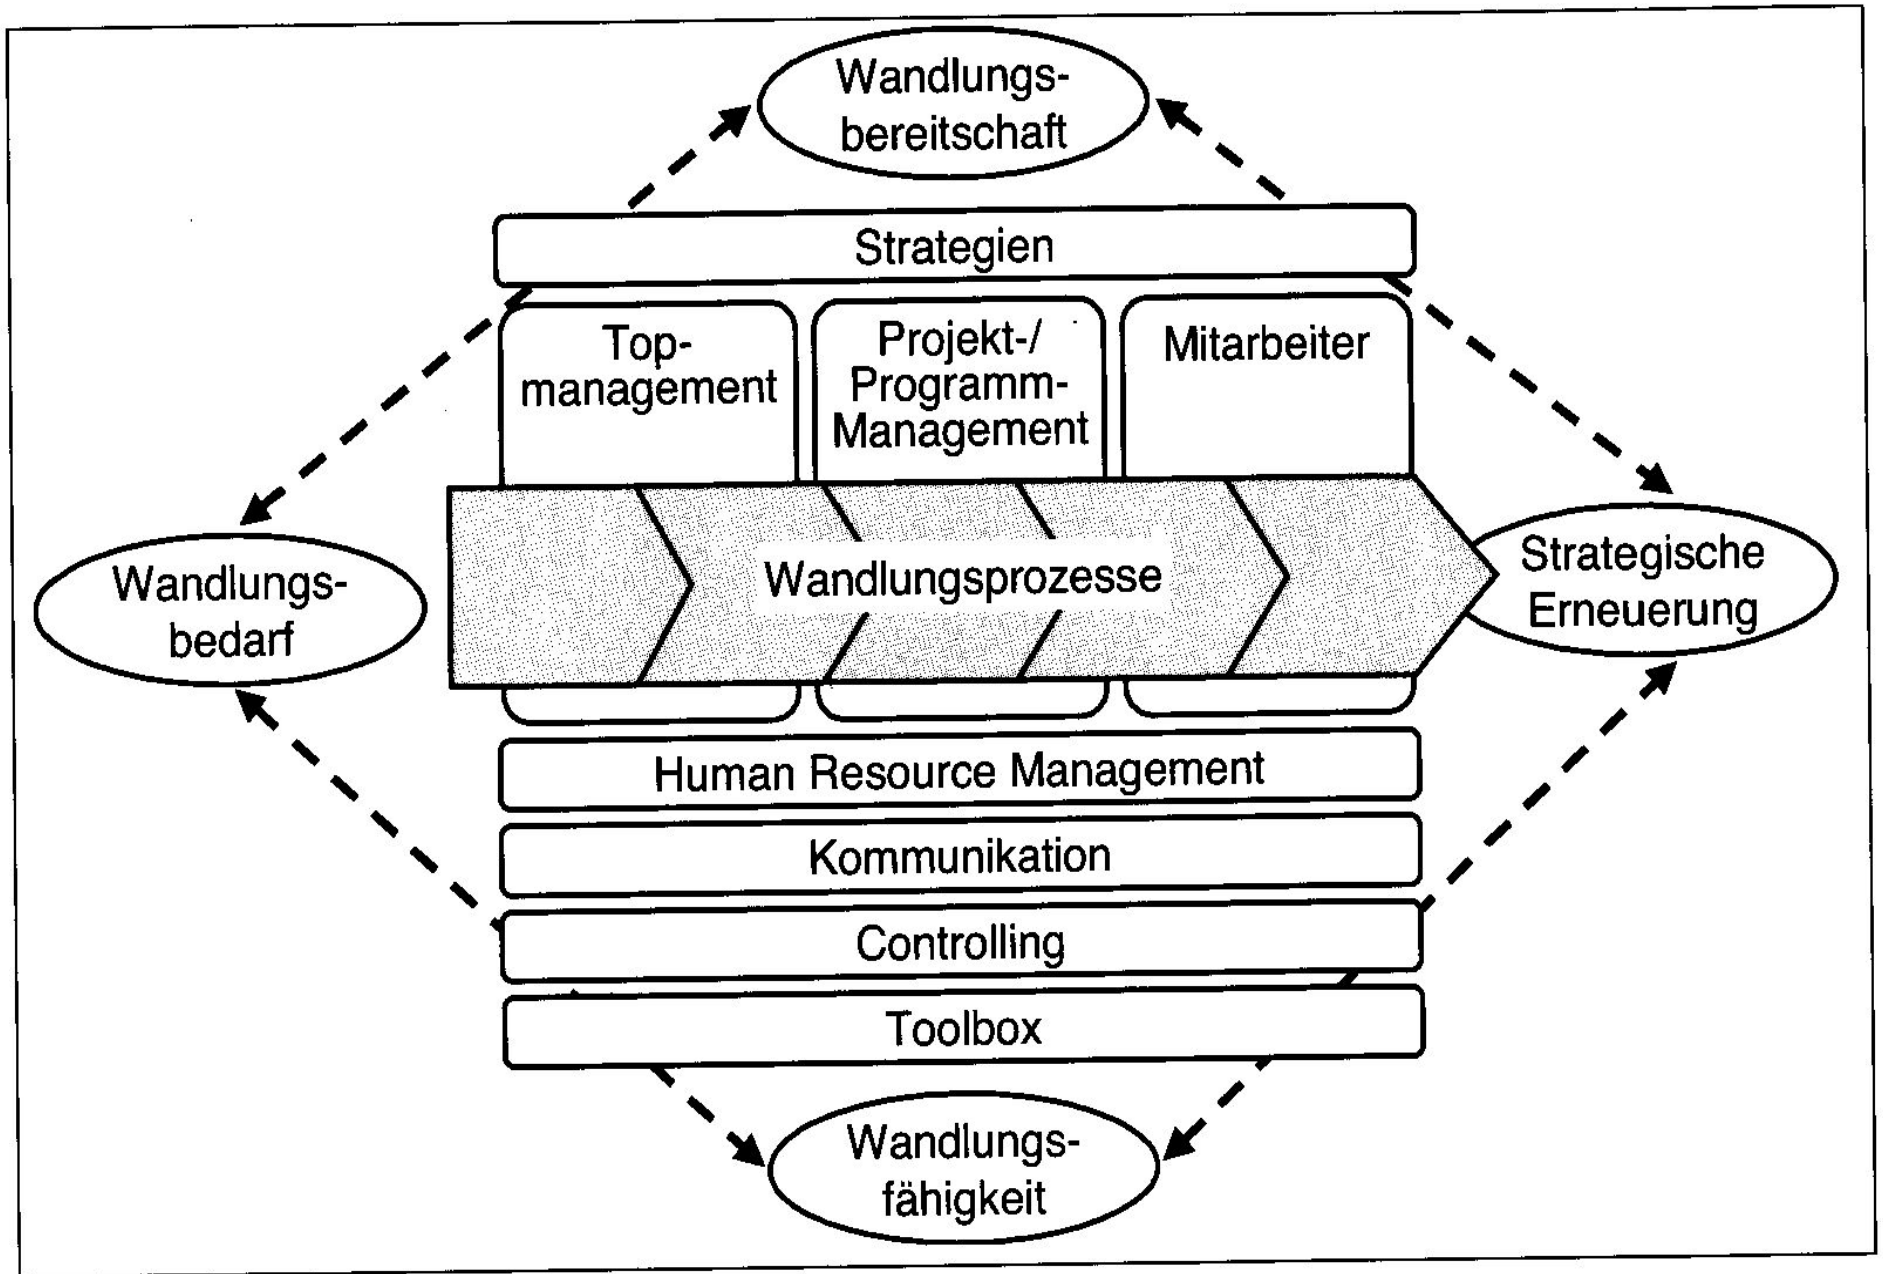 Wandlungs-
bereitschaft
Strategien
Top-
management
Projekt-/
Programm-
Management
Mitarbeiter
Wandlungsprozesse
Wandlungs-
bedarf
Strategische
Erneuerung
Human Resource Management
Kommunikation
Controlling
Toolbox
Wandlungs-
fähigkeit